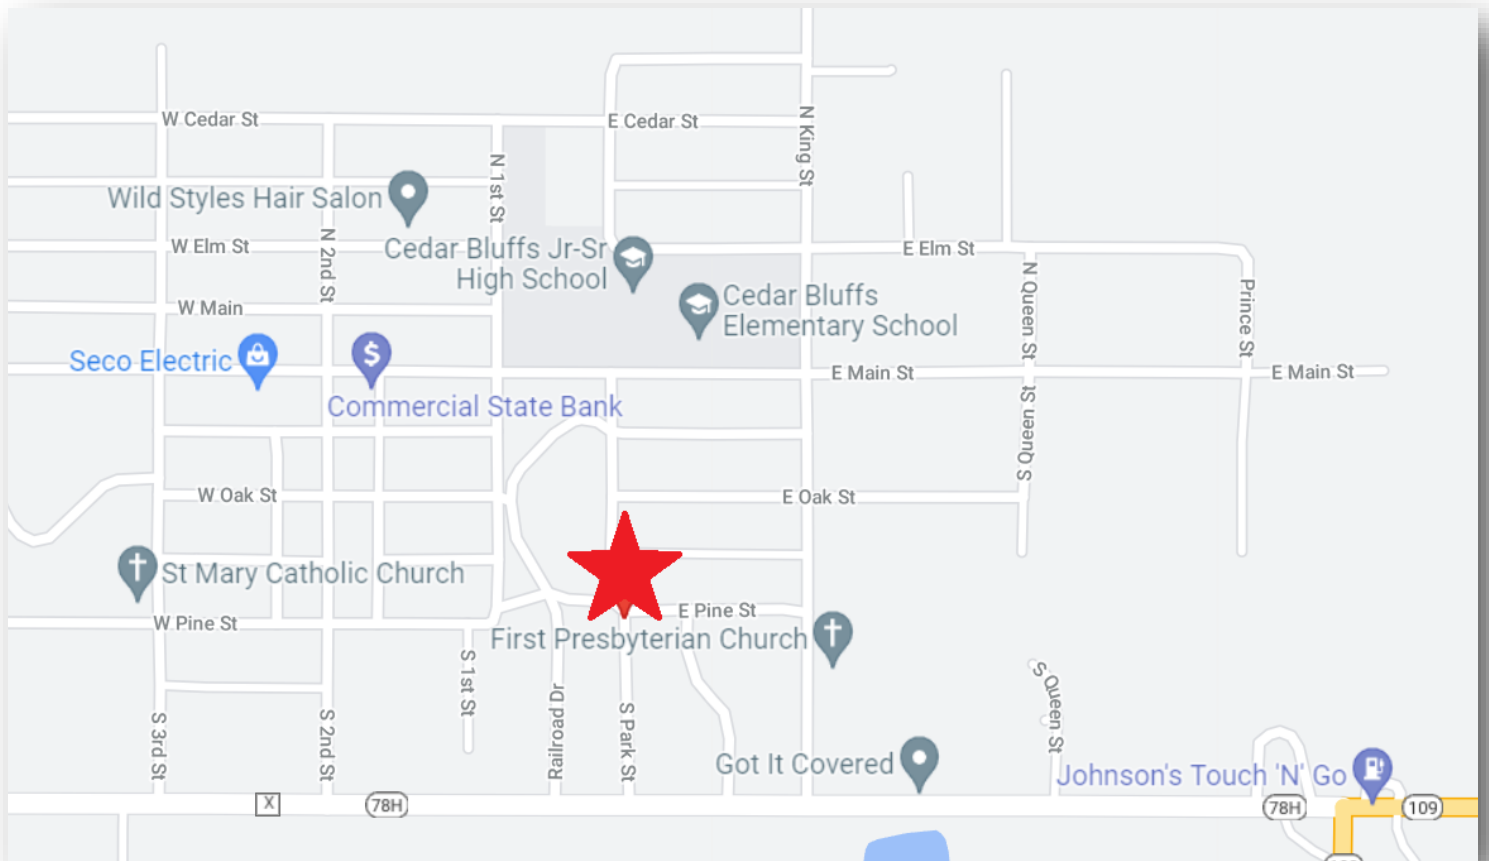 W Cedar St
E Cedar St
N King St
N 1st St
Wild Styles Hair Salon
N 2nd St
W Elm St
Cedar Bluffs Jr-Sr
High School
E Elm St
N Queen St
Prince St
Cedar Bluffs
Elementary School
W Main
Seco Electric
$
E Main St
E Main St
Commercial State Bank
S Queen St
W Oak St
E Oak St
St Mary Catholic Church
W Pine St
E Pine St
First Presbyterian Church
S 1st St
S Queen St
Railroad Dr
S Park St
S 3rd St
S 2nd St
Got It Covered
Johnson's Touch 'N' Go
X
78H
78H
109